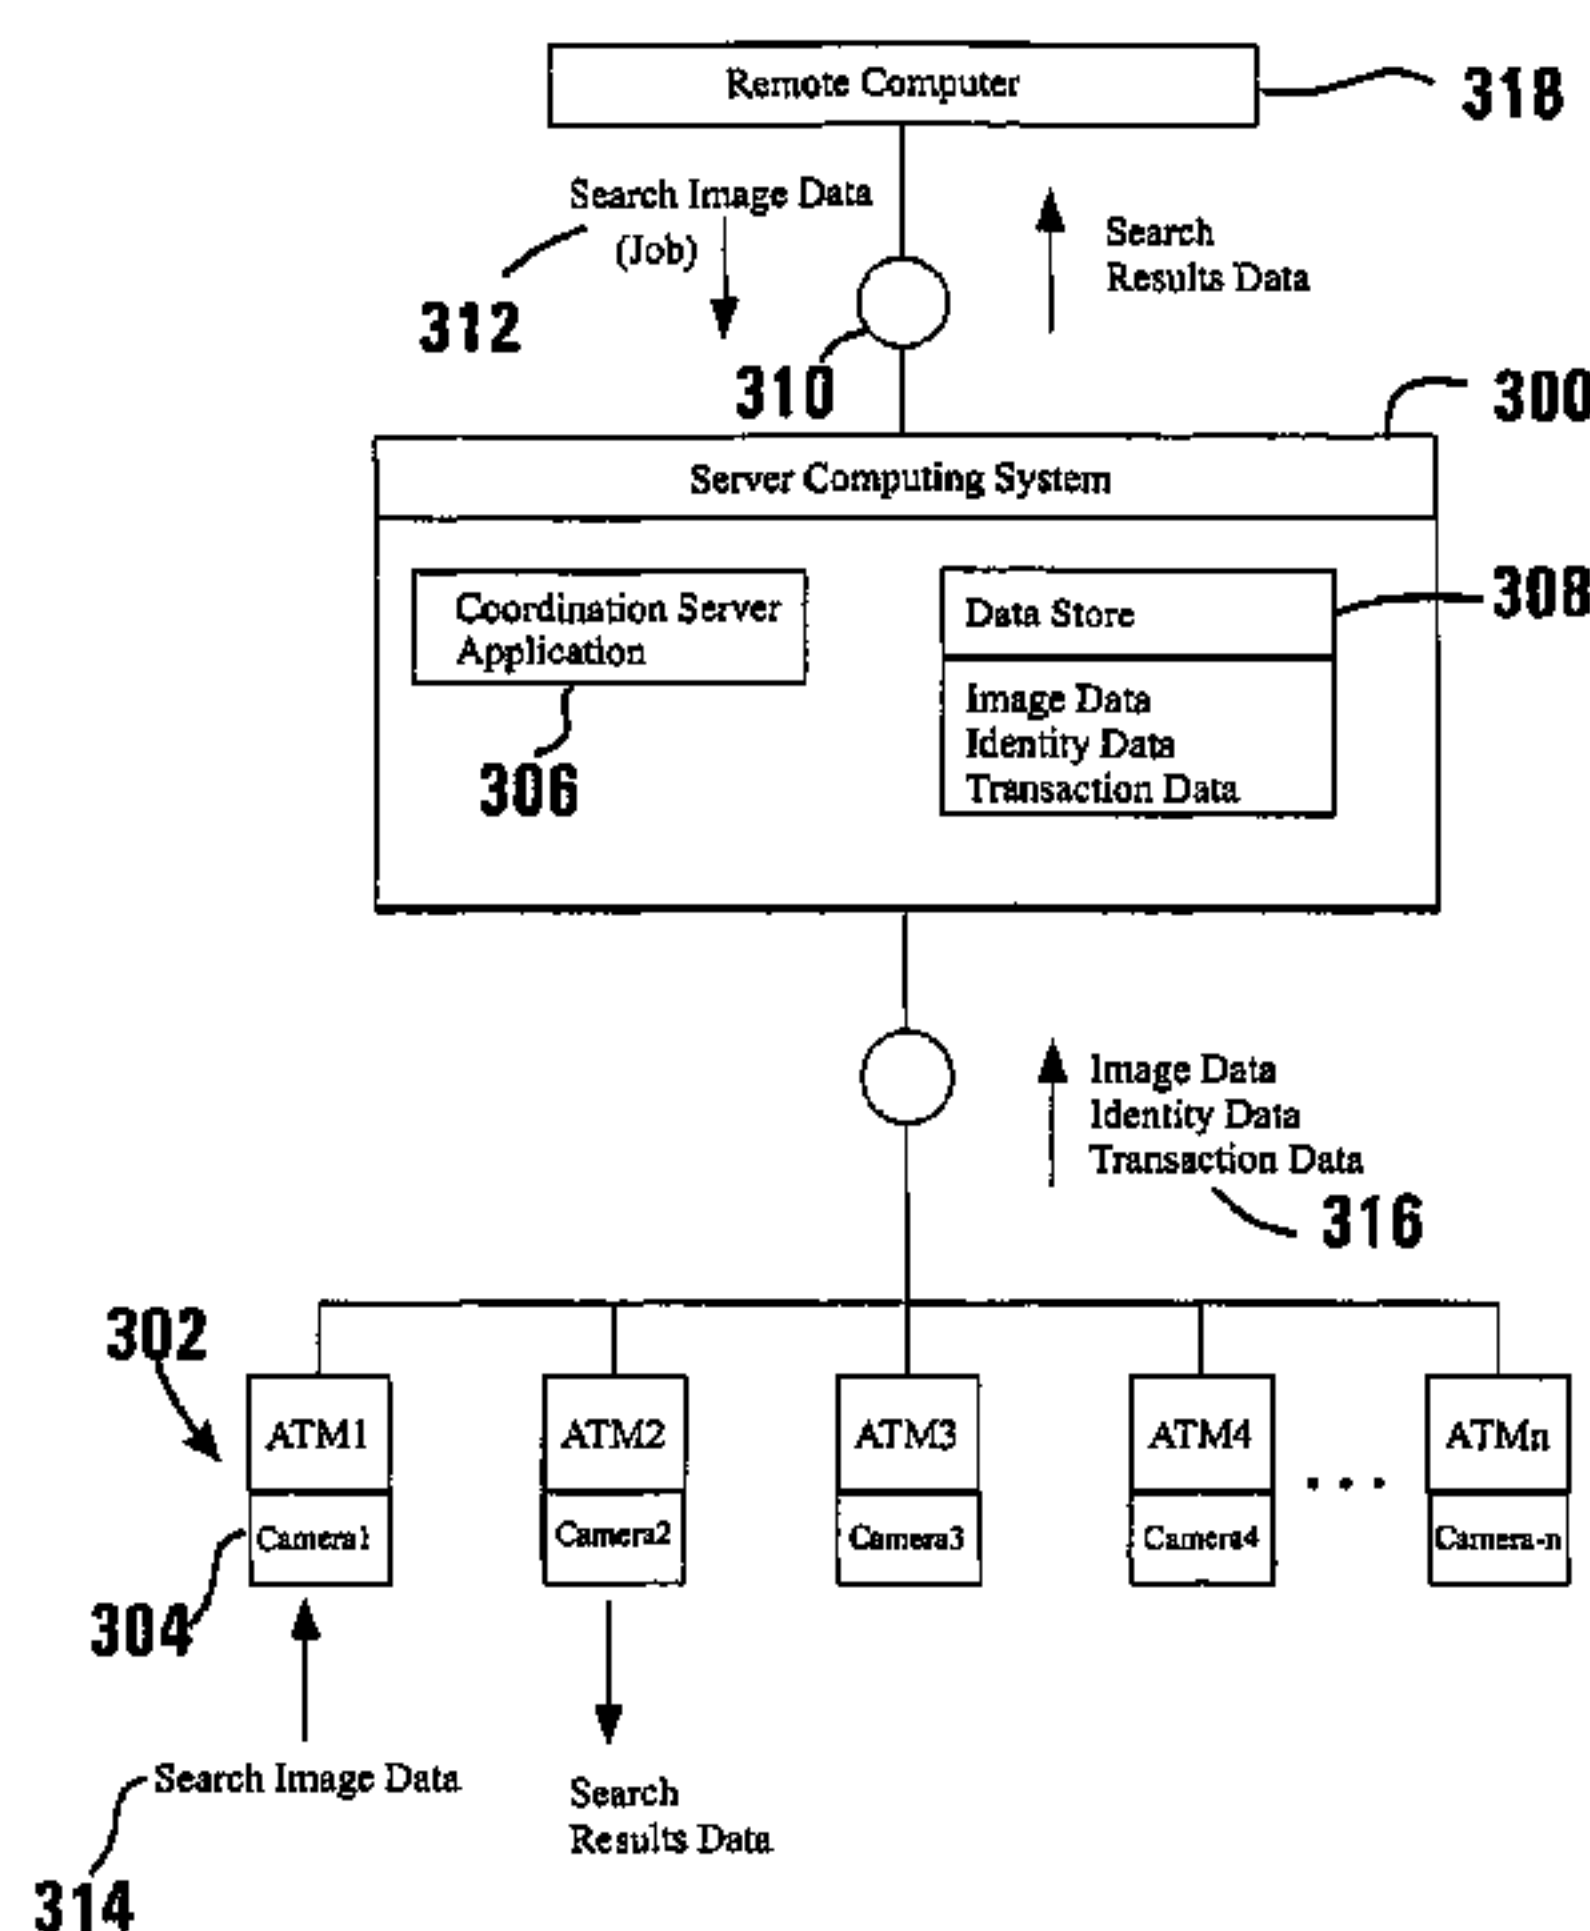 Remote Computer
318
Search Image Data
(Job)
312
Search
Results Data
310
300
Server Computing System
Coordination Server
Application
306
Data Store
308
Image Data
Identity Data
Transaction Data
Image Data
Identity Data
Transaction Data
316
302
ATM1
ATM2
ATM3
ATM4
. . .
ATMn
Camera1
Camera2
Camera3
Camera4
Camera-n
304
Search Image Data
314
Search
Results Data